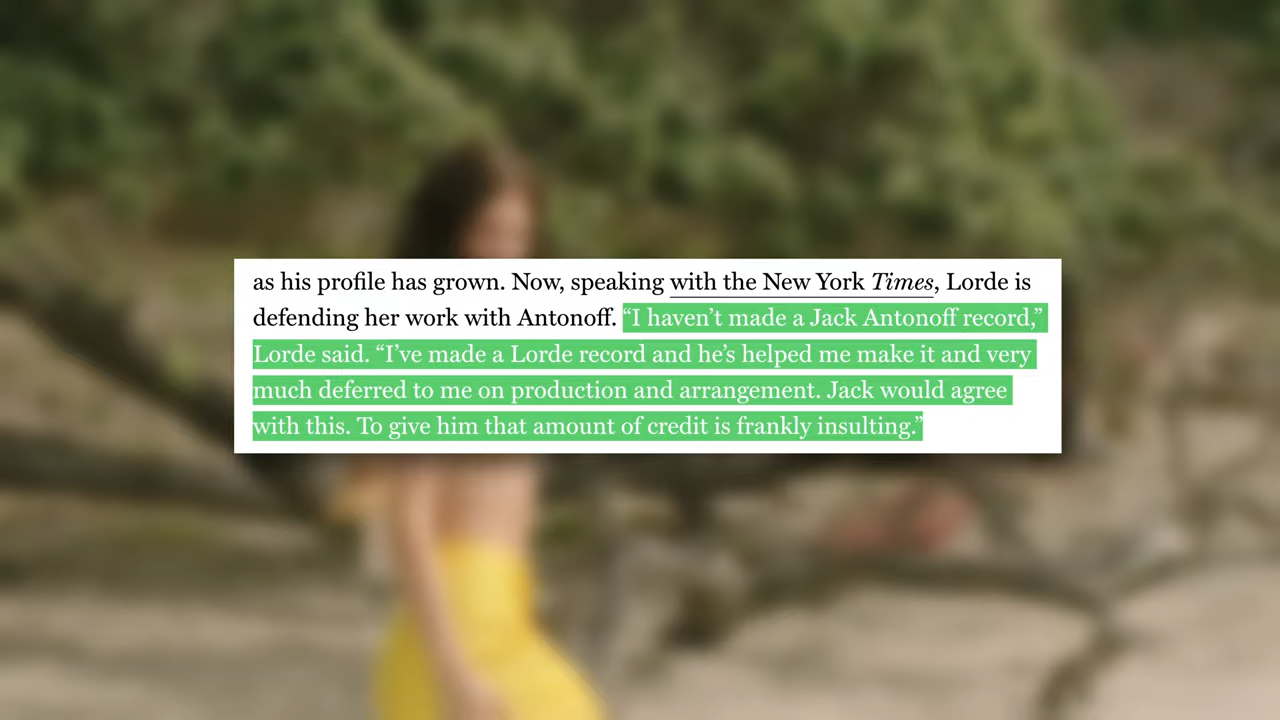 as his profile has grown. Now, speaking with the New York Times, Lorde is
defending her work with Antonoff. “I haven’t made a Jack Antonoff record,”
Lorde said. “I’ve made a Lorde record and he’s helped me make it and very
much deferred to me on production and arrangement. Jack would agree
with this. To give him that amount of credit is frankly insulting.”